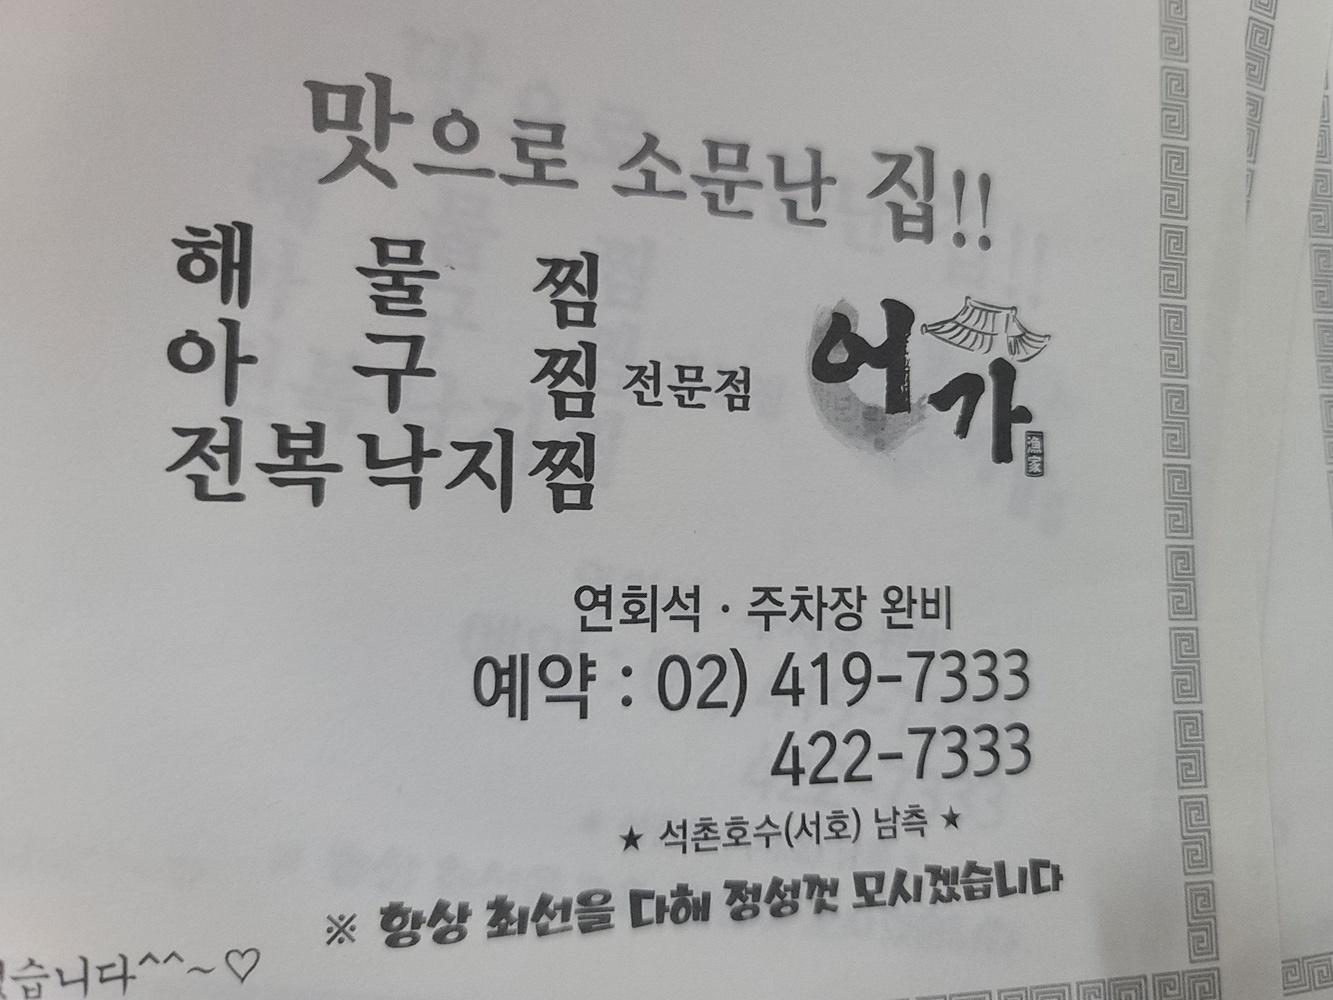 맛으로 소문난 집!!
해 물 찜
아 구 찜 전문점
전복낙지찜
어가
漁家
연회석 · 주차장 완비
예약 : 02) 419-7333
422-7333
★ 석촌호수(서호) 남측 ★
※ 항상 최선을 다해 정성껏 모시겠습니다
습니다^^~♡